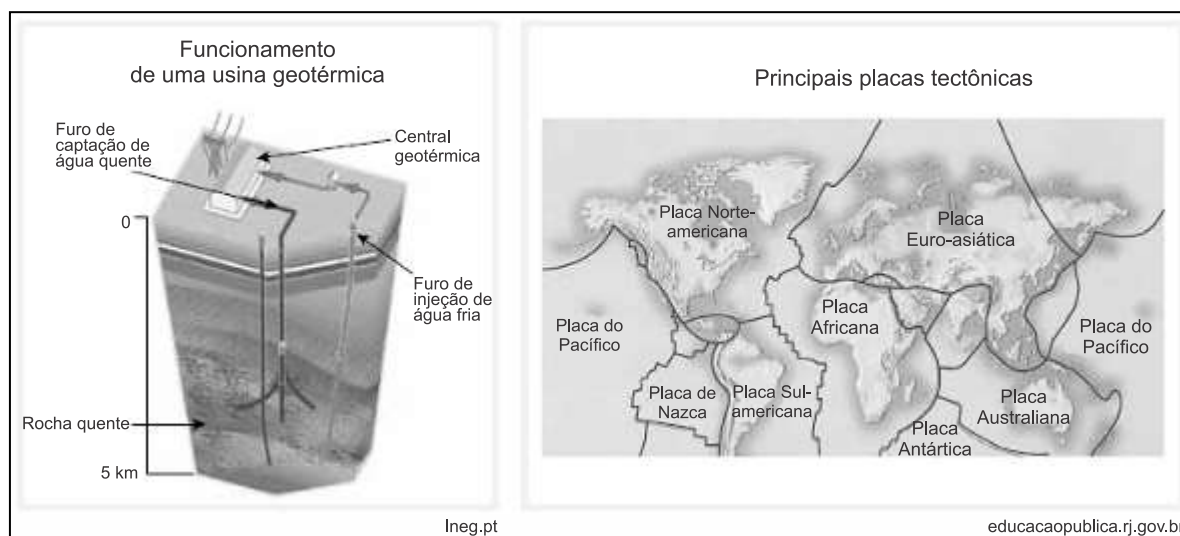 Funcionamento
de uma usina geotérmica
Furo de
captação de
água quente
Central
geotérmica
0
Furo de
injeção de
água fria
Rocha quente
5 km
lneg.pt
Principais placas tectônicas
Placa Norte-
americana
Placa
Euro-asiática
Placa do
Pacífico
Placa
Africana
Placa do
Pacífico
Placa de
Nazca
Placa Sul-
americana
Placa
Australiana
Placa
Antártica
educacaopublica.rj.gov.br